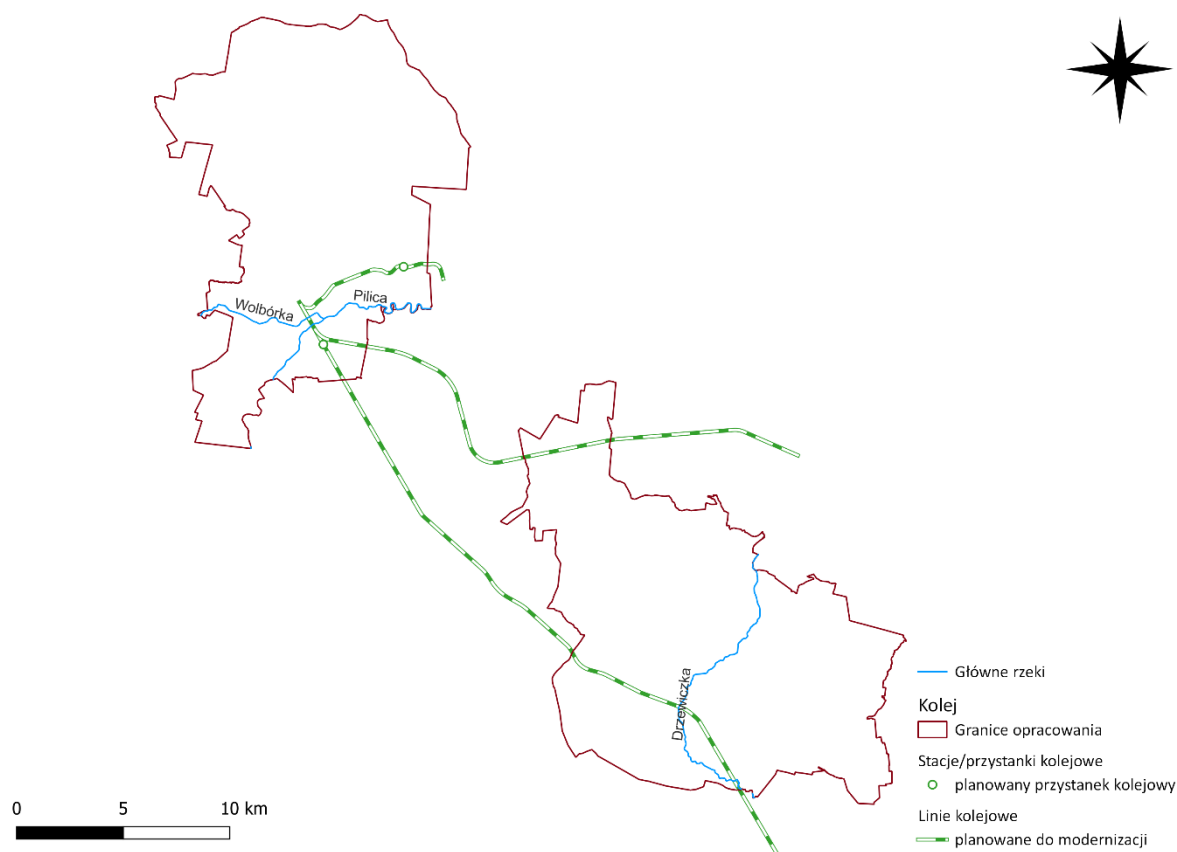 Wolbórka
Pilica
Drzewiczka
Główne rzeki
Kolej
Granice opracowania
Stacje/przystanki kolejowe
planowany przystanek kolejowy
Linie kolejowe
planowane do modernizacji
0 5 10 km